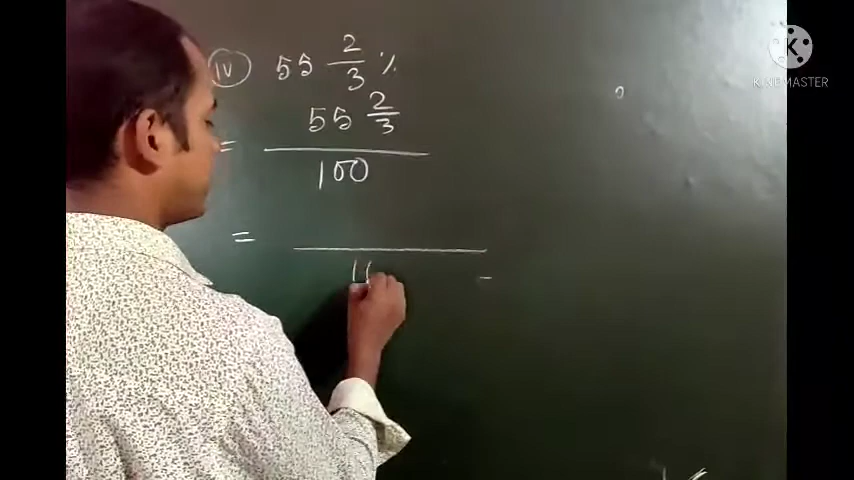 K
KINEMASTER
(iv) 55 2/3 %
55 2/3
= ———
100
= ———